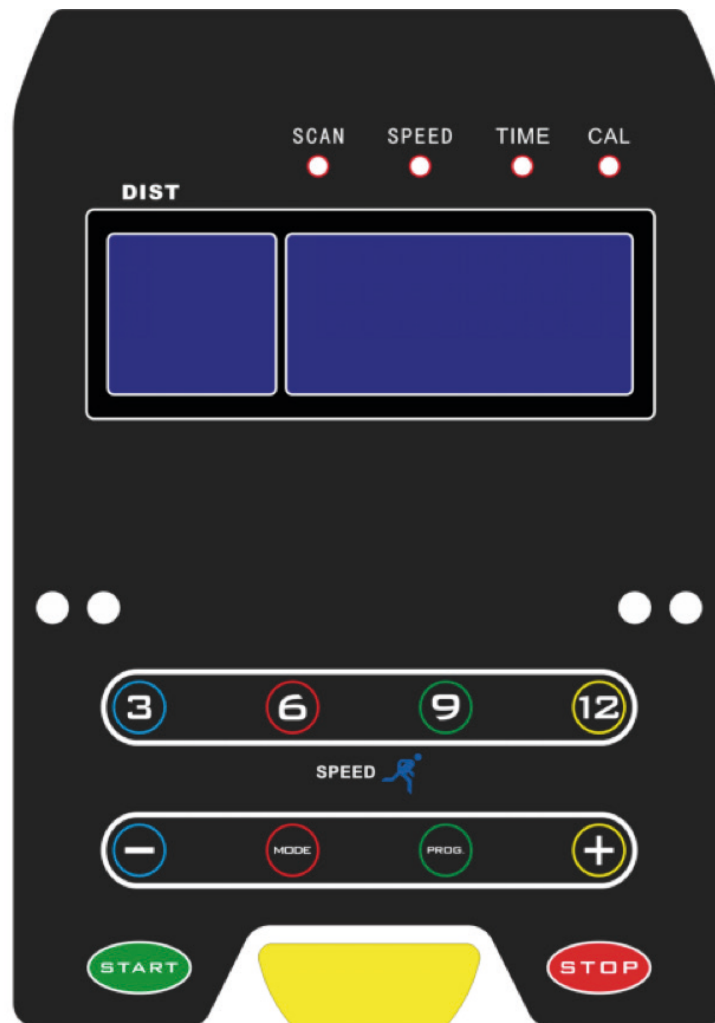 SCAN SPEED TIME CAL
DIST
3 6 9 12
SPEED
- MODE PROG. +
START STOP